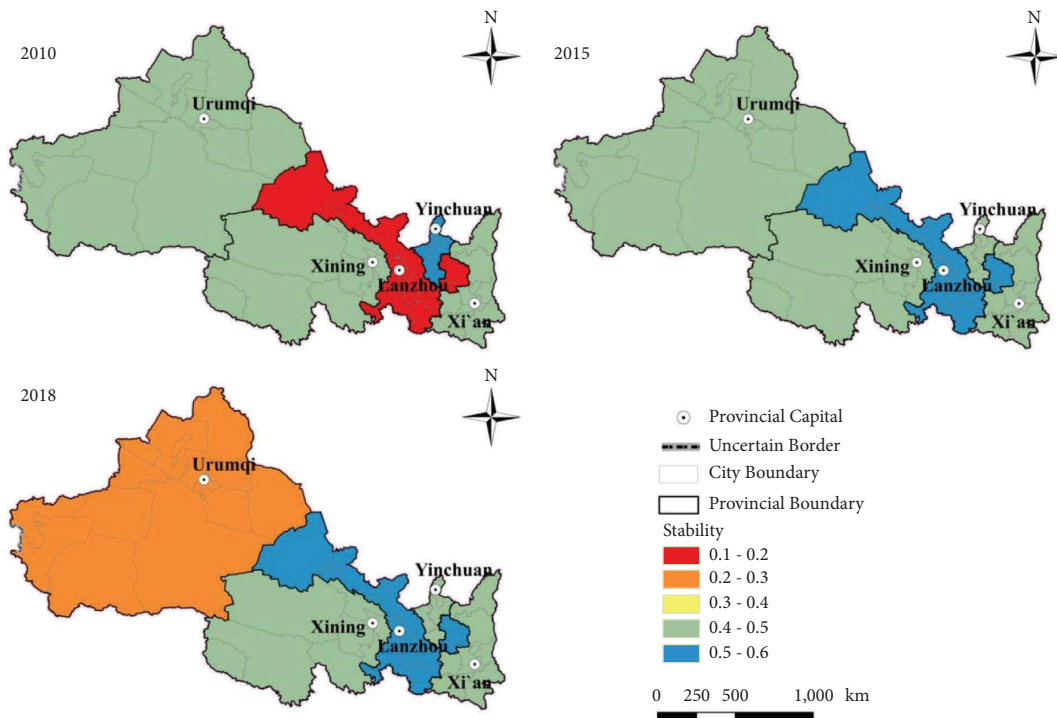 2010
N
Urumqi
Yinchuan
Xining
Lanzhou
Xi`an
2015
N
Urumqi
Yinchuan
Xining
Lanzhou
Xi`an
2018
N
Urumqi
Yinchuan
Xining
Lanzhou
Xi`an
Provincial Capital
Uncertain Border
City Boundary
Provincial Boundary
Stability
0.1 - 0.2
0.2 - 0.3
0.3 - 0.4
0.4 - 0.5
0.5 - 0.6
0 250 500 1,000 km